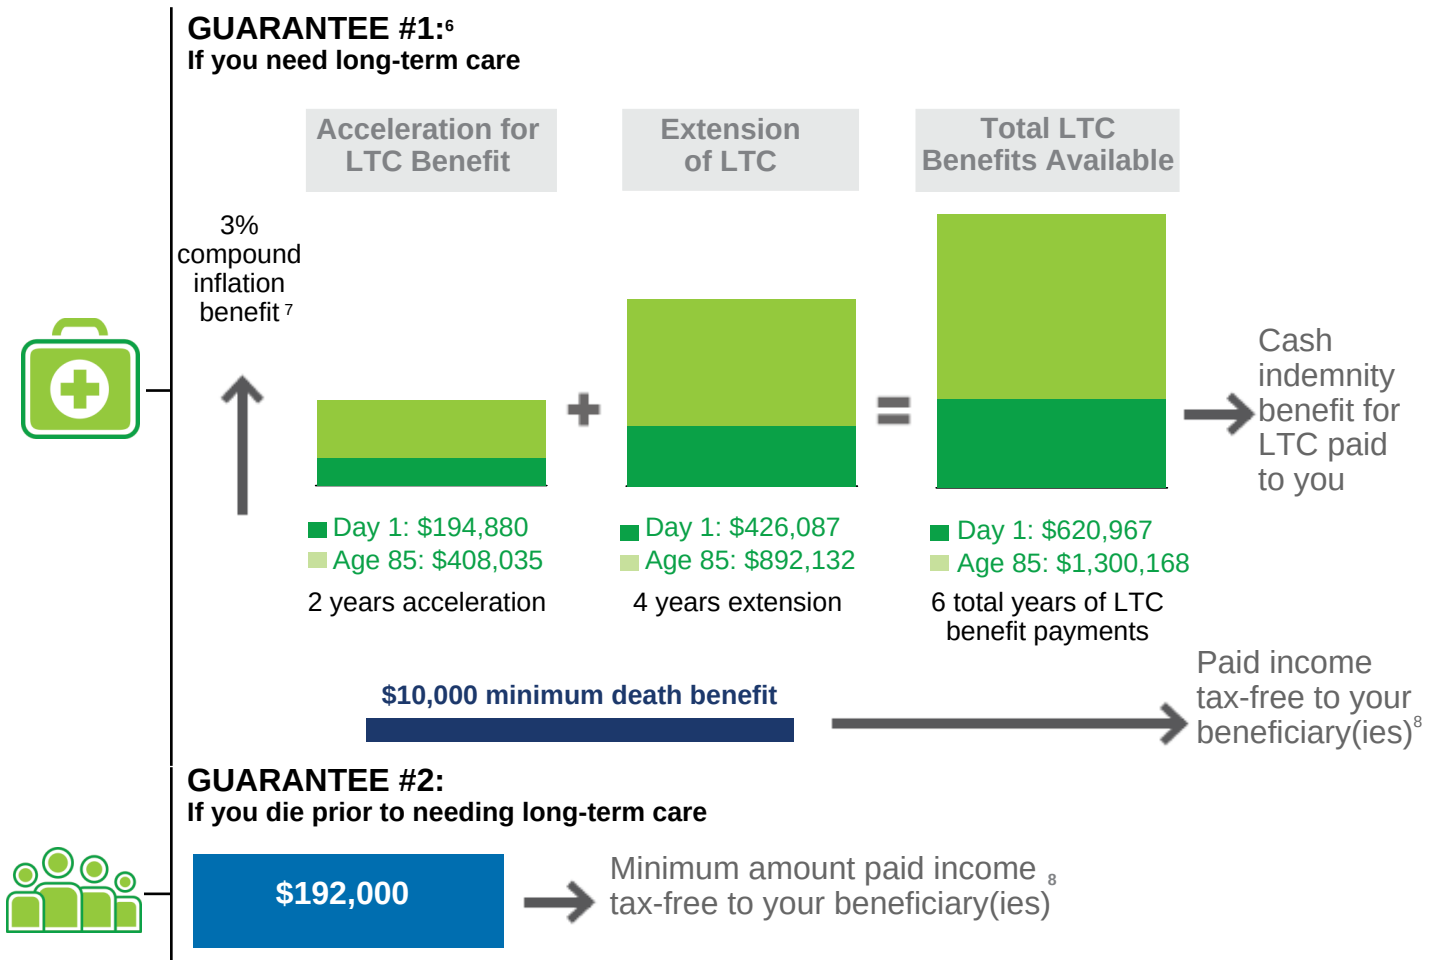 GUARANTEE #1:6
If you need long-term care
Acceleration for
LTC Benefit
Extension
of LTC
Total LTC
Benefits Available
3%
compound
inflation
benefit 7
Cash
indemnity
benefit for
LTC paid
to you
Day 1: $194,880
Age 85: $408,035
2 years acceleration
Day 1: $426,087
Age 85: $892,132
4 years extension
Day 1: $620,967
Age 85: $1,300,168
6 total years of LTC
benefit payments
$10,000 minimum death benefit
Paid income
tax-free to your
beneficiary(ies)8
GUARANTEE #2:
If you die prior to needing long-term care
$192,000
Minimum amount paid income
tax-free to your beneficiary(ies)8